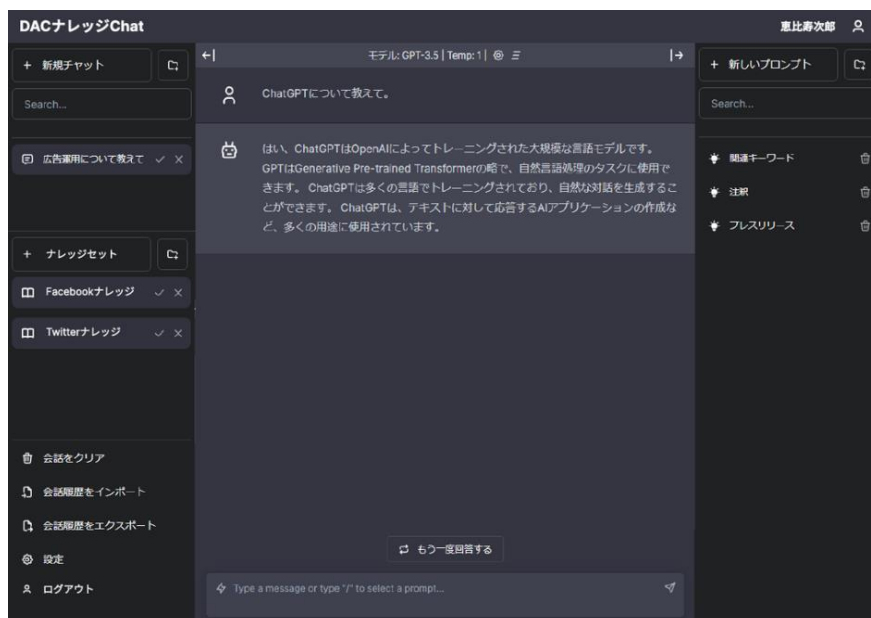 DACナレッジChat
恵比寿次郎
+ 新規チャット
Search...
広告運用について教えて
+ ナレッジセット
Facebookナレッジ
Twitterナレッジ
会話をクリア
会話履歴をインポート
会話履歴をエクスポート
設定
ログアウト
モデル: GPT-3.5 | Temp: 1 |
ChatGPTについて教えて。
はい、ChatGPTはOpenAIによってトレーニングされた大規模な言語モデルです。
GPTはGenerative Pre-trained Transformerの略で、自然言語処理のタスクに使用で
きます。 ChatGPTは多くの言語でトレーニングされており、自然な対話を生成するこ
とができます。 ChatGPTは、テキストに対して応答するAIアプリケーションの作成な
ど、多くの用途に使用されています。
もう一度回答する
Type a message or type "/" to select a prompt...
+ 新しいプロンプト
Search...
関連キーワード
注釈
プレスリリース